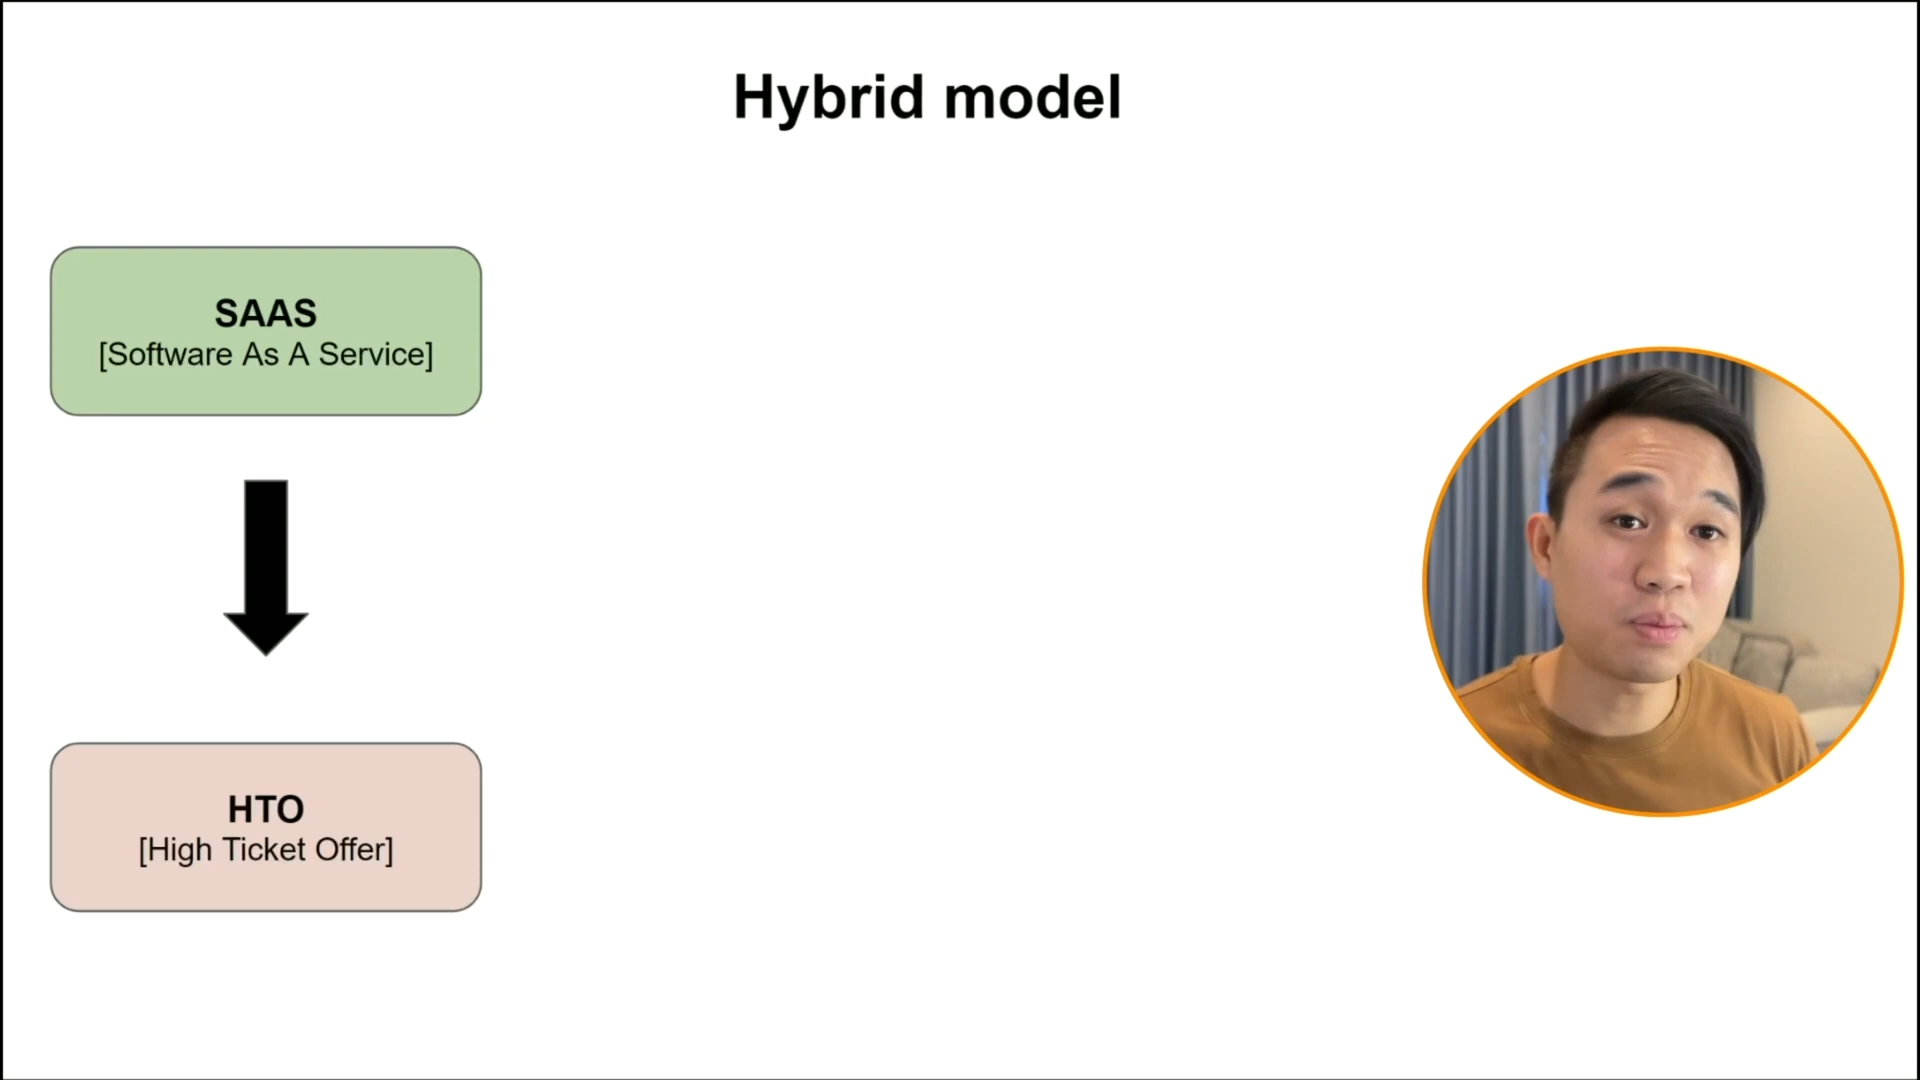 Hybrid model
SAAS
[Software As A Service]
HTO
[High Ticket Offer]